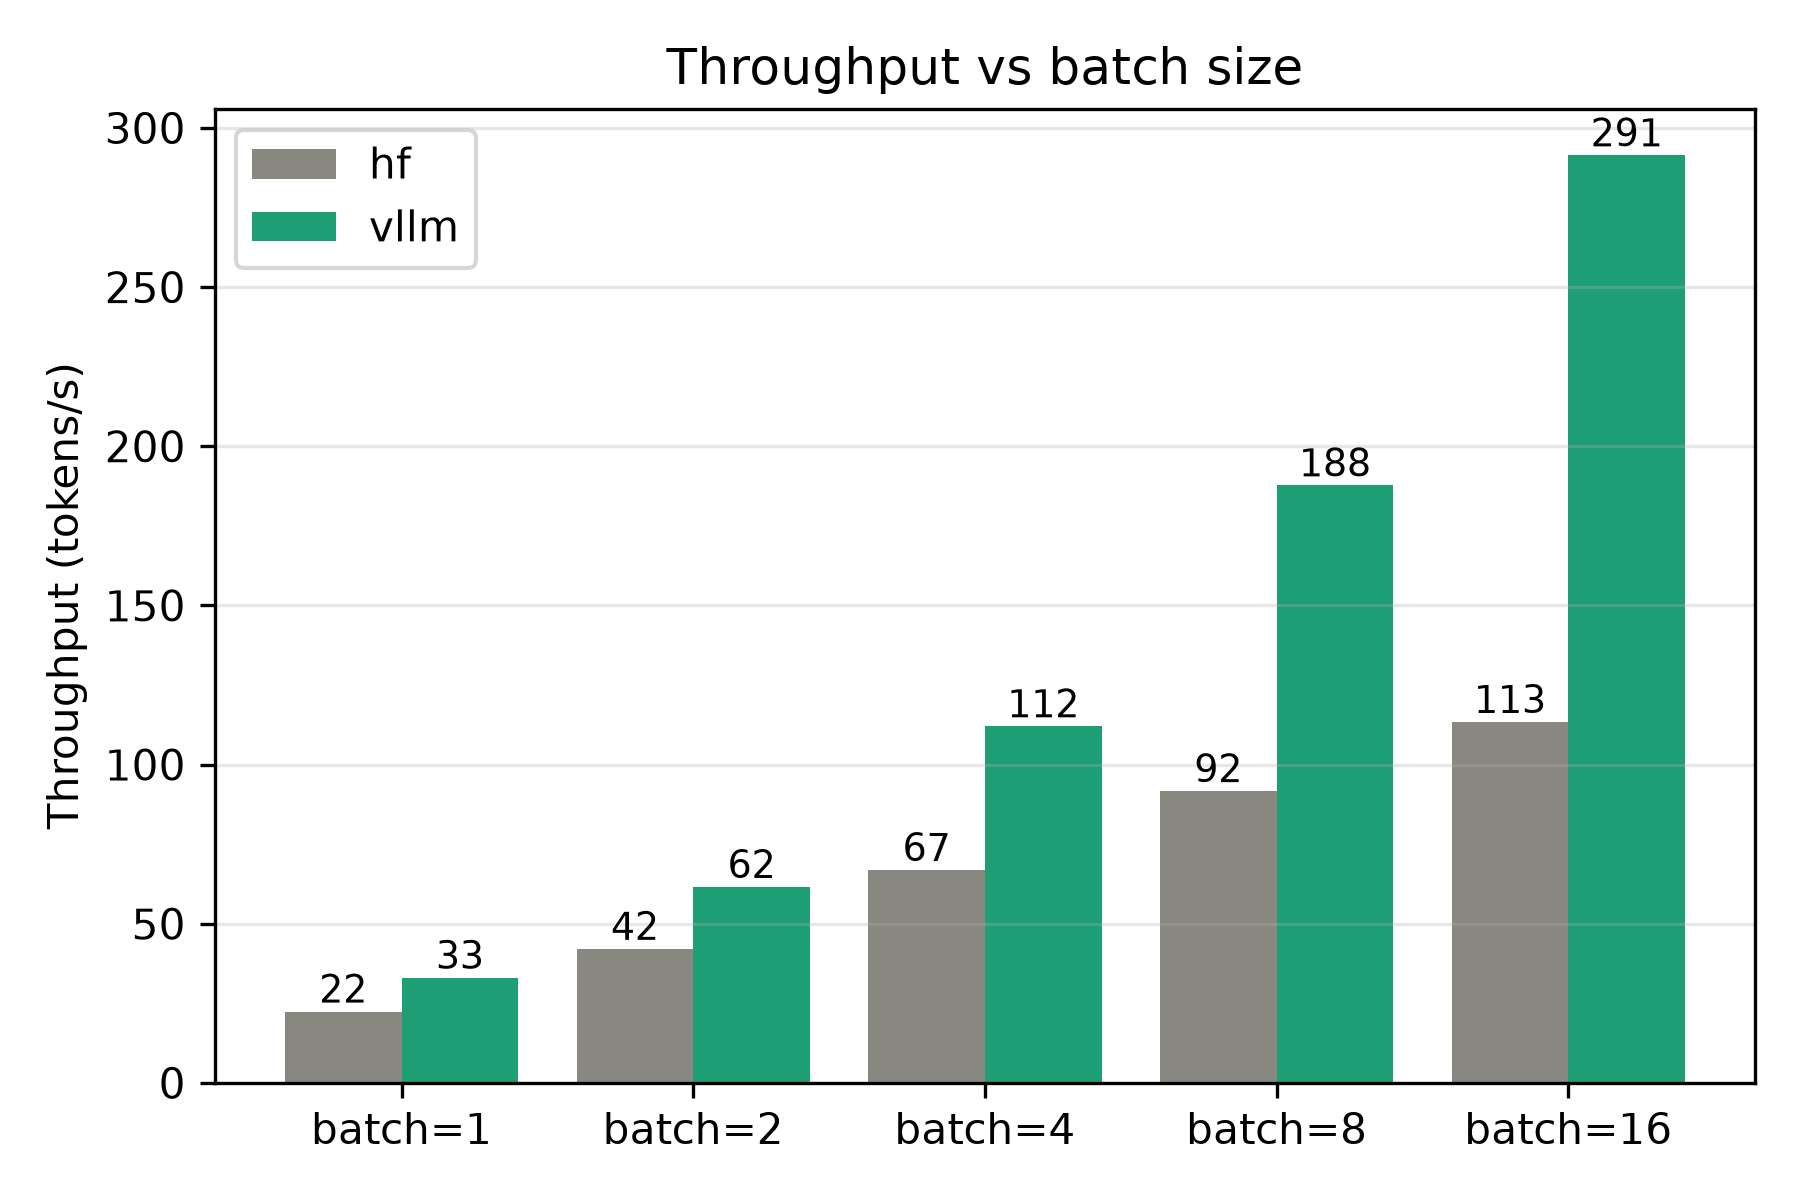 Throughput vs batch size
Throughput (tokens/s)
300
250
200
150
100
50
0
hf
vllm
22
33
42
62
67
112
92
188
113
291
batch=1
batch=2
batch=4
batch=8
batch=16